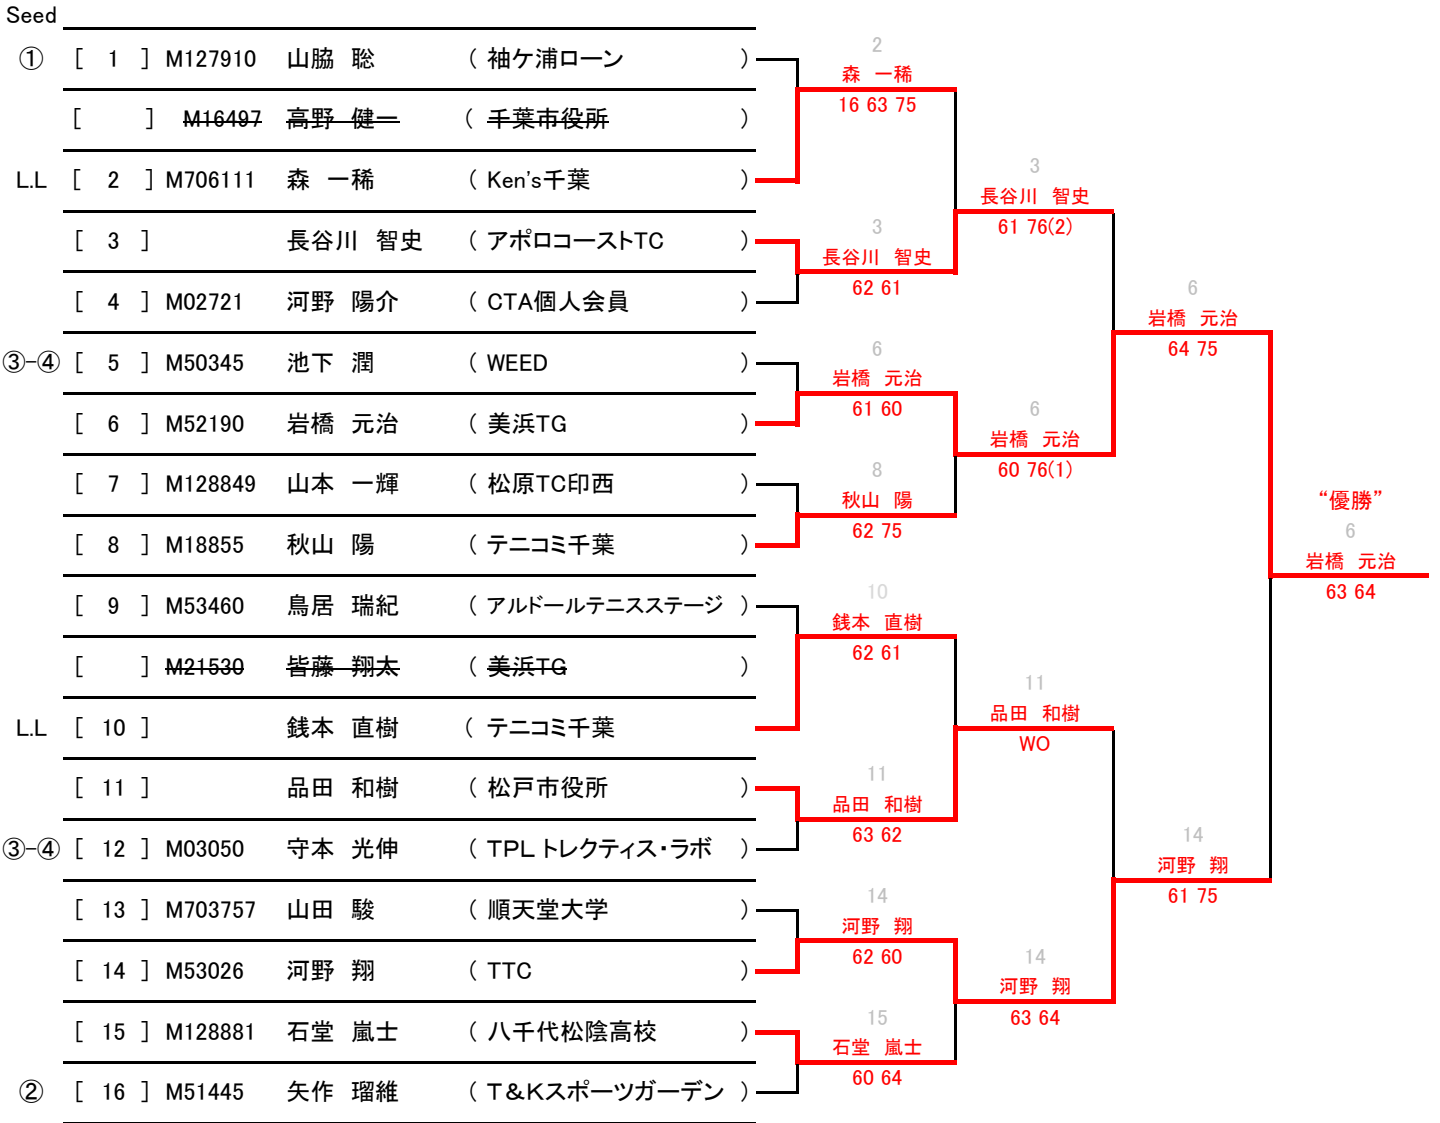 Seed
① [ 1 ] M127910 山脇 聡 ( 袖ケ浦ローン )
[ ] M16497 高野 健一 ( 千葉市役所 )
L.L [ 2 ] M706111 森 一稀 ( Ken's千葉 )
[ 3 ] 長谷川 智史 ( アポロコーストTC )
[ 4 ] M02721 河野 陽介 ( CTA個人会員 )
③-④ [ 5 ] M50345 池下 潤 ( WEED )
[ 6 ] M52190 岩橋 元治 ( 美浜TG )
[ 7 ] M128849 山本 一輝 ( 松原TC印西 )
[ 8 ] M18855 秋山 陽 ( テニコミ千葉 )
[ 9 ] M53460 鳥居 瑞紀 ( アルドールテニスステージ )
[ ] M21530 皆藤 翔太 ( 美浜TG )
L.L [ 10 ] 銭本 直樹 ( テニコミ千葉 )
[ 11 ] 品田 和樹 ( 松戸市役所 )
③-④ [ 12 ] M03050 守本 光伸 ( TPL トレクティス・ラボ )
[ 13 ] M703757 山田 駿 ( 順天堂大学 )
[ 14 ] M53026 河野 翔 ( TTC )
[ 15 ] M128881 石堂 嵐士 ( 八千代松陰高校 )
② [ 16 ] M51445 矢作 瑠維 ( T&Kスポーツガーデン )
2
森 一稀
16 63 75
3
長谷川 智史
62 61
6
岩橋 元治
61 60
8
秋山 陽
62 75
10
銭本 直樹
62 61
11
品田 和樹
63 62
14
河野 翔
62 60
15
石堂 嵐士
60 64
3
長谷川 智史
61 76(2)
6
岩橋 元治
60 76(1)
11
品田 和樹
WO
14
河野 翔
63 64
6
岩橋 元治
64 75
14
河野 翔
61 75
“優勝”
6
岩橋 元治
63 64